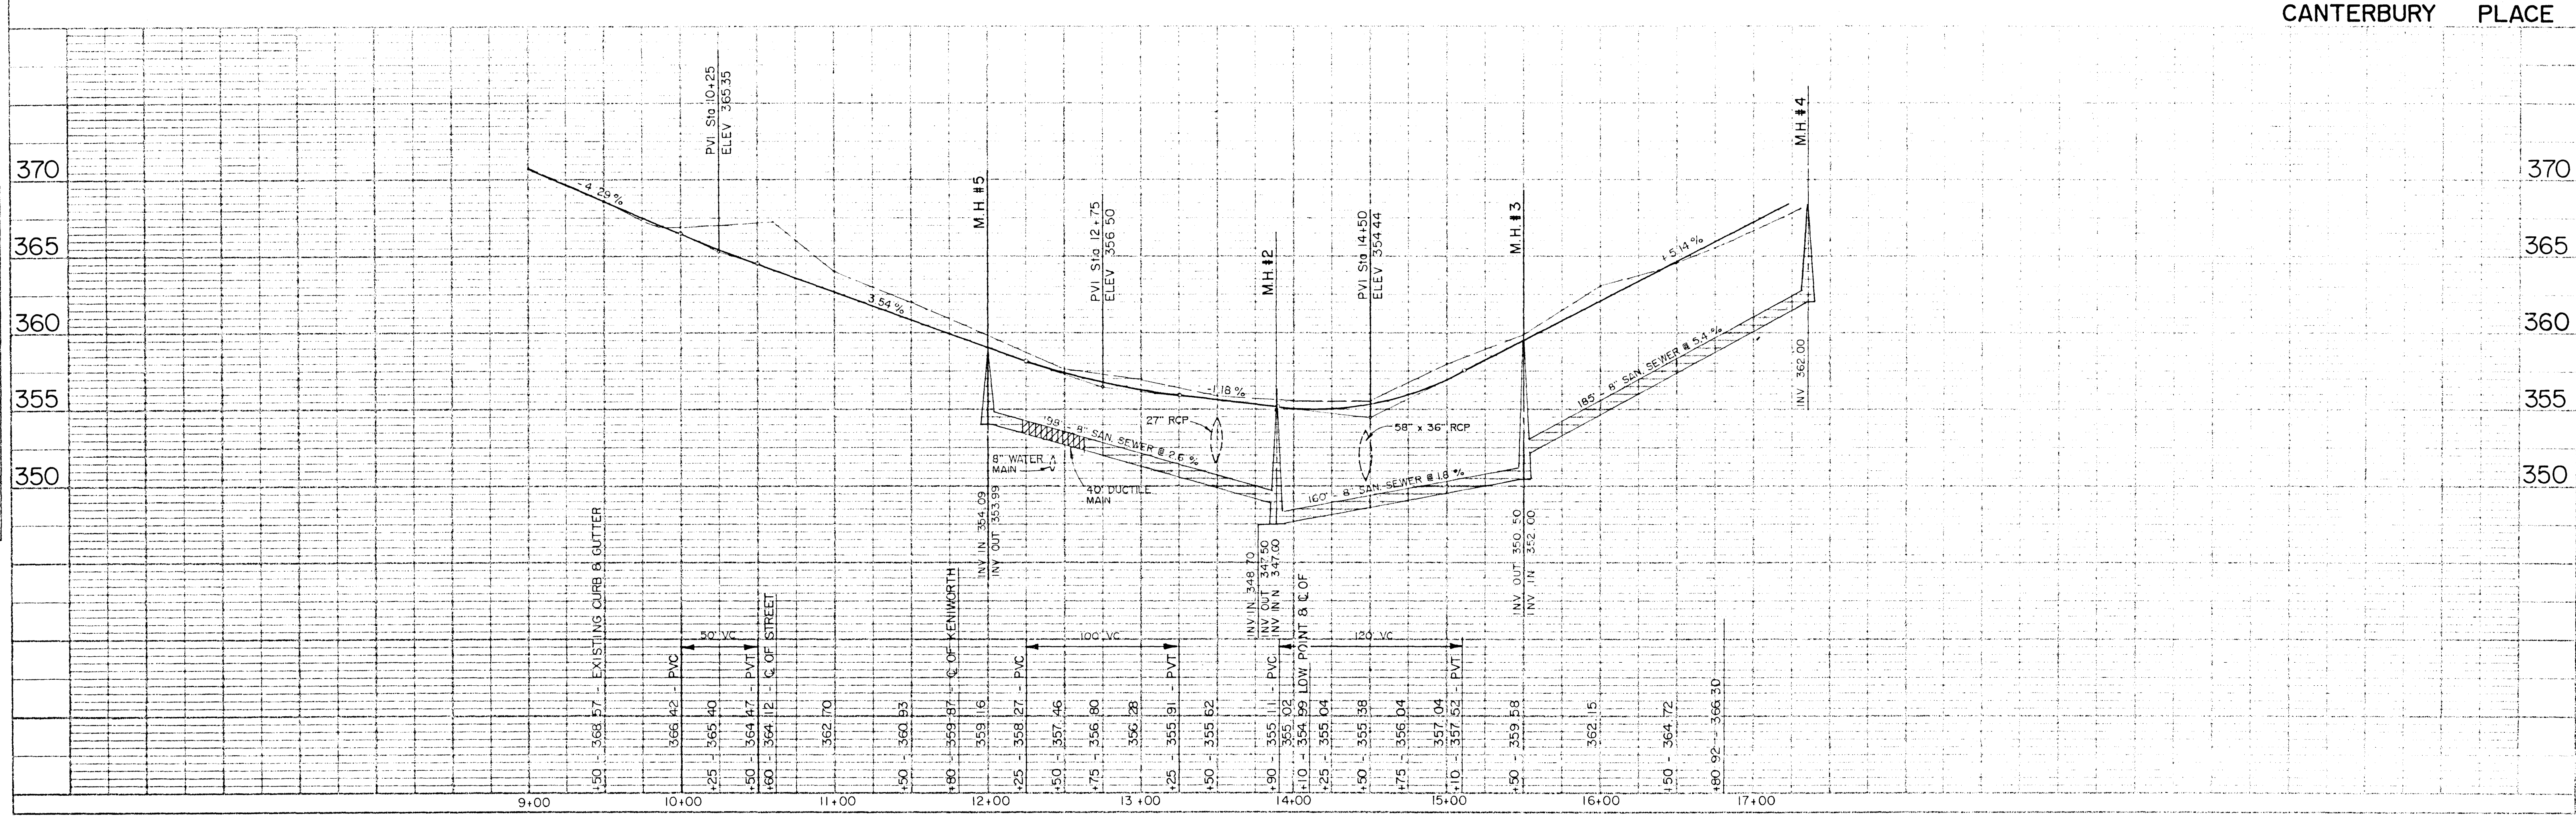 CANTERBURY PLACE
PVI Sta 10+25
ELEV 365.35
M.H. #4
370
370
-4.29%
M.H. #5
M.H. #3
PVI Sta 12+75
ELEV 356.50
PVI Sta 14+50
ELEV 354.44
M.H. #2
365
365
+5.14%
3.54%
360
360
185' - 8" SAN. SEWER @ 5.4%
INV 362.00
-1.18%
355
355
27" RCP
58" x 36" RCP
198' - 8" SAN. SEWER @ 2.6%
8" WATER
MAIN
350
350
160' - 8" SAN. SEWER @ 1.8%
40' DUCTILE
MAIN
INV IN 354.09
INV OUT 353.99
INV IN 348.70
INV OUT 347.50
INV IN N 347.60
INV OUT 350.50
INV IN 352.00
50' VC
100' VC
120' VC
+50 - 368.57 - EXISTING CURB & GUTTER
366.42 - PVC
+25 - 365.40
+50 - 364.47 - PVT
+60 - 364.12 - ℄ OF STREET
362.70
+50 - 360.93
+80 - 359.87 - ℄ OF KENIWORTH
359.16
+25 - 358.27 - PVC
+50 - 357.46
+75 - 356.80
356.28
+25 - 355.91 - PVT
+50 - 355.62
+90 - 355.11 - PVC
355.02
+10 - 354.99 LOW POINT & ℄ OF
+25 - 355.04
+50 - 355.38
+75 - 356.04
357.04
+10 - 357.52 - PVT
+50 - 359.58
362.15
+50 - 364.72
+80.92 - 366.30
9+00
10+00
11+00
12+00
13+00
14+00
15+00
16+00
17+00